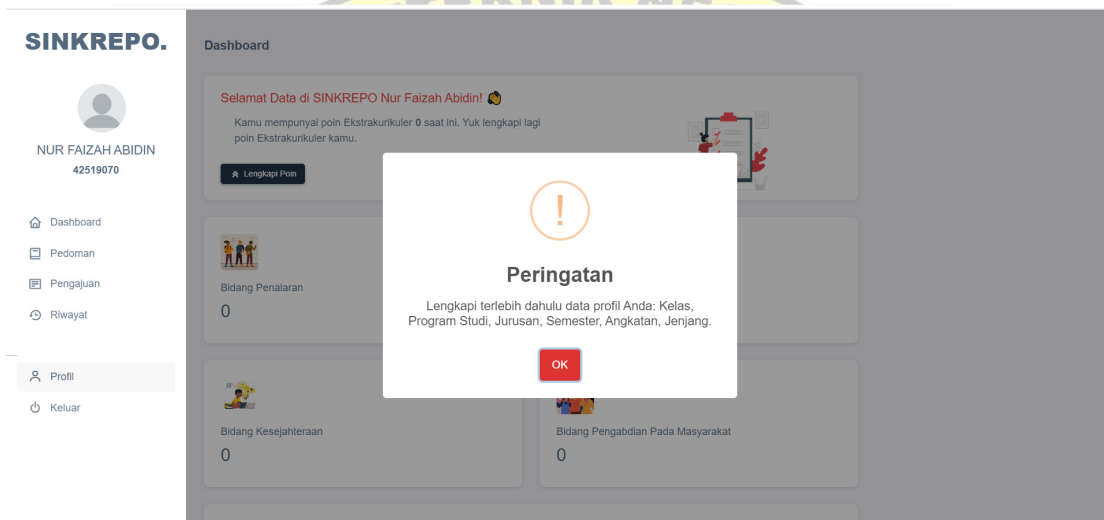 SINKREPO.
NUR FAIZAH ABIDIN
42519070
Dashboard
Pedoman
Pengajuan
Riwayat
Profil
Keluar
Dashboard
Selamat Data di SINKREPO Nur Faizah Abidin!
Kamu mempunyai poin Ekstrakurikuler 0 saat ini. Yuk lengkapi lagi
poin Ekstrakurikuler kamu.
Lengkapi Poin
Bidang Penalaran
0
Bidang Kesejahteraan
0
Bidang Pengabdian Pada Masyarakat
0
!
Peringatan
Lengkapi terlebih dahulu data profil Anda: Kelas,
Program Studi, Jurusan, Semester, Angkatan, Jenjang.
OK